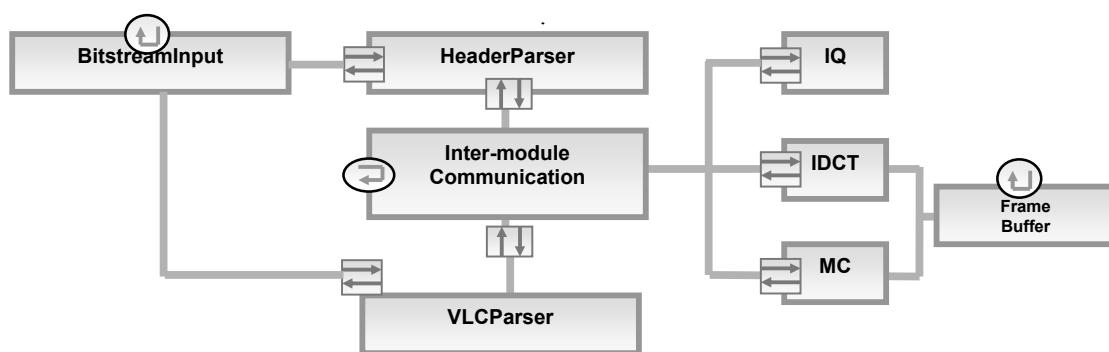 BitstreamInput
HeaderParser
IQ
Inter-module
Communication
IDCT
Frame
Buffer
MC
VLCParser